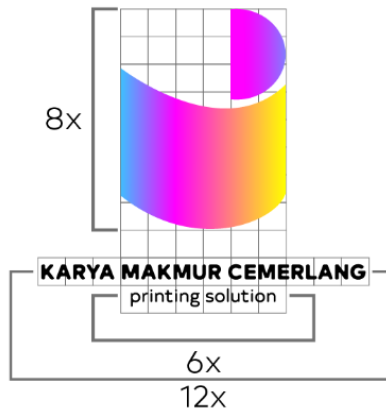 8x
KARYA MAKMUR CEMERLANG
printing solution
6x
12x